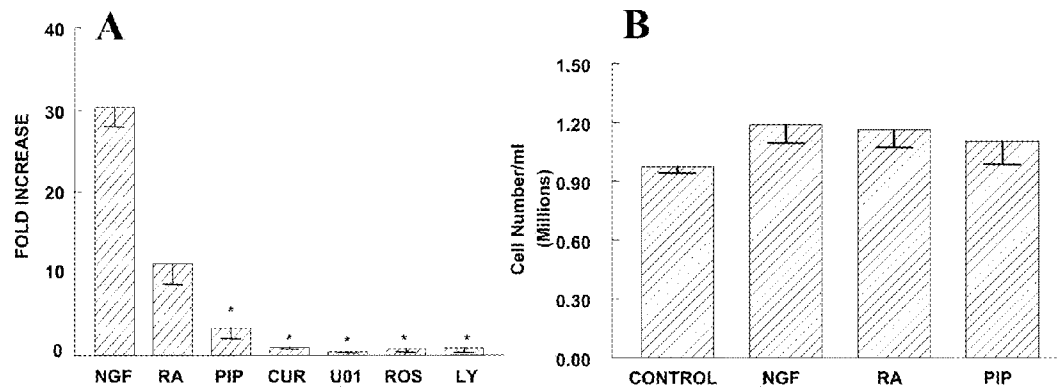 A
FOLD INCREASE
40
30
20
10
0
* * * * *
NGF RA PIP CUR U01 ROS LY
B
Cell Number/ml
(Millions)
1.50
1.20
0.90
0.60
0.30
0.00
CONTROL NGF RA PIP